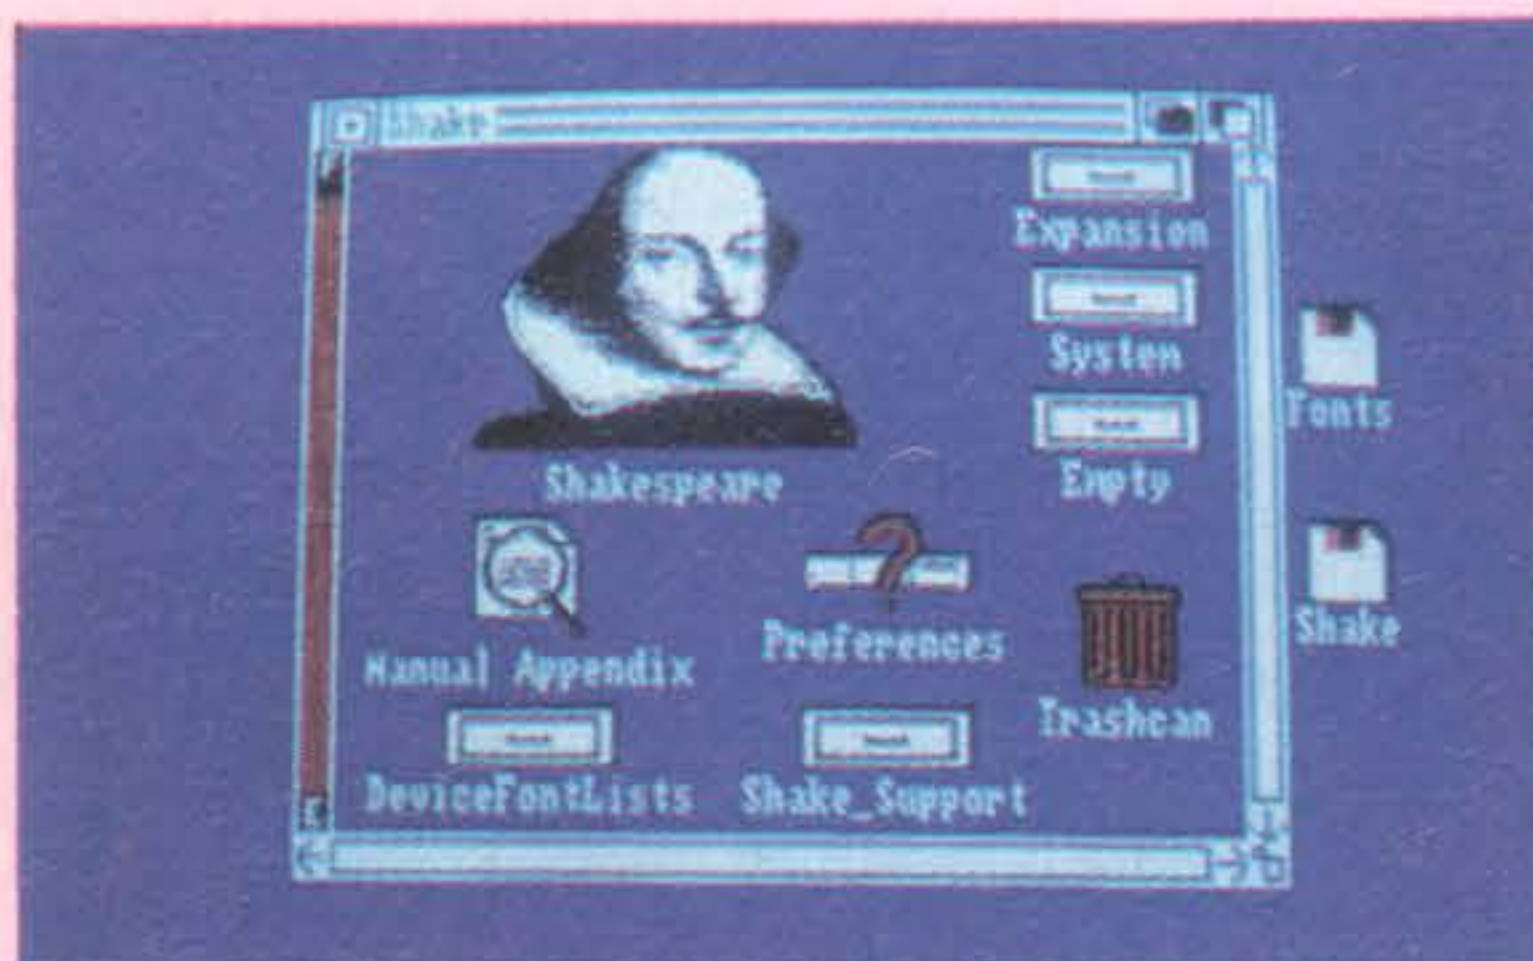 Shake
Expansion
System
Fonts
Shakespeare
Empty
Preferences
Shake
Manual Appendix
Trashcan
DeviceFontLists
Shake_Support